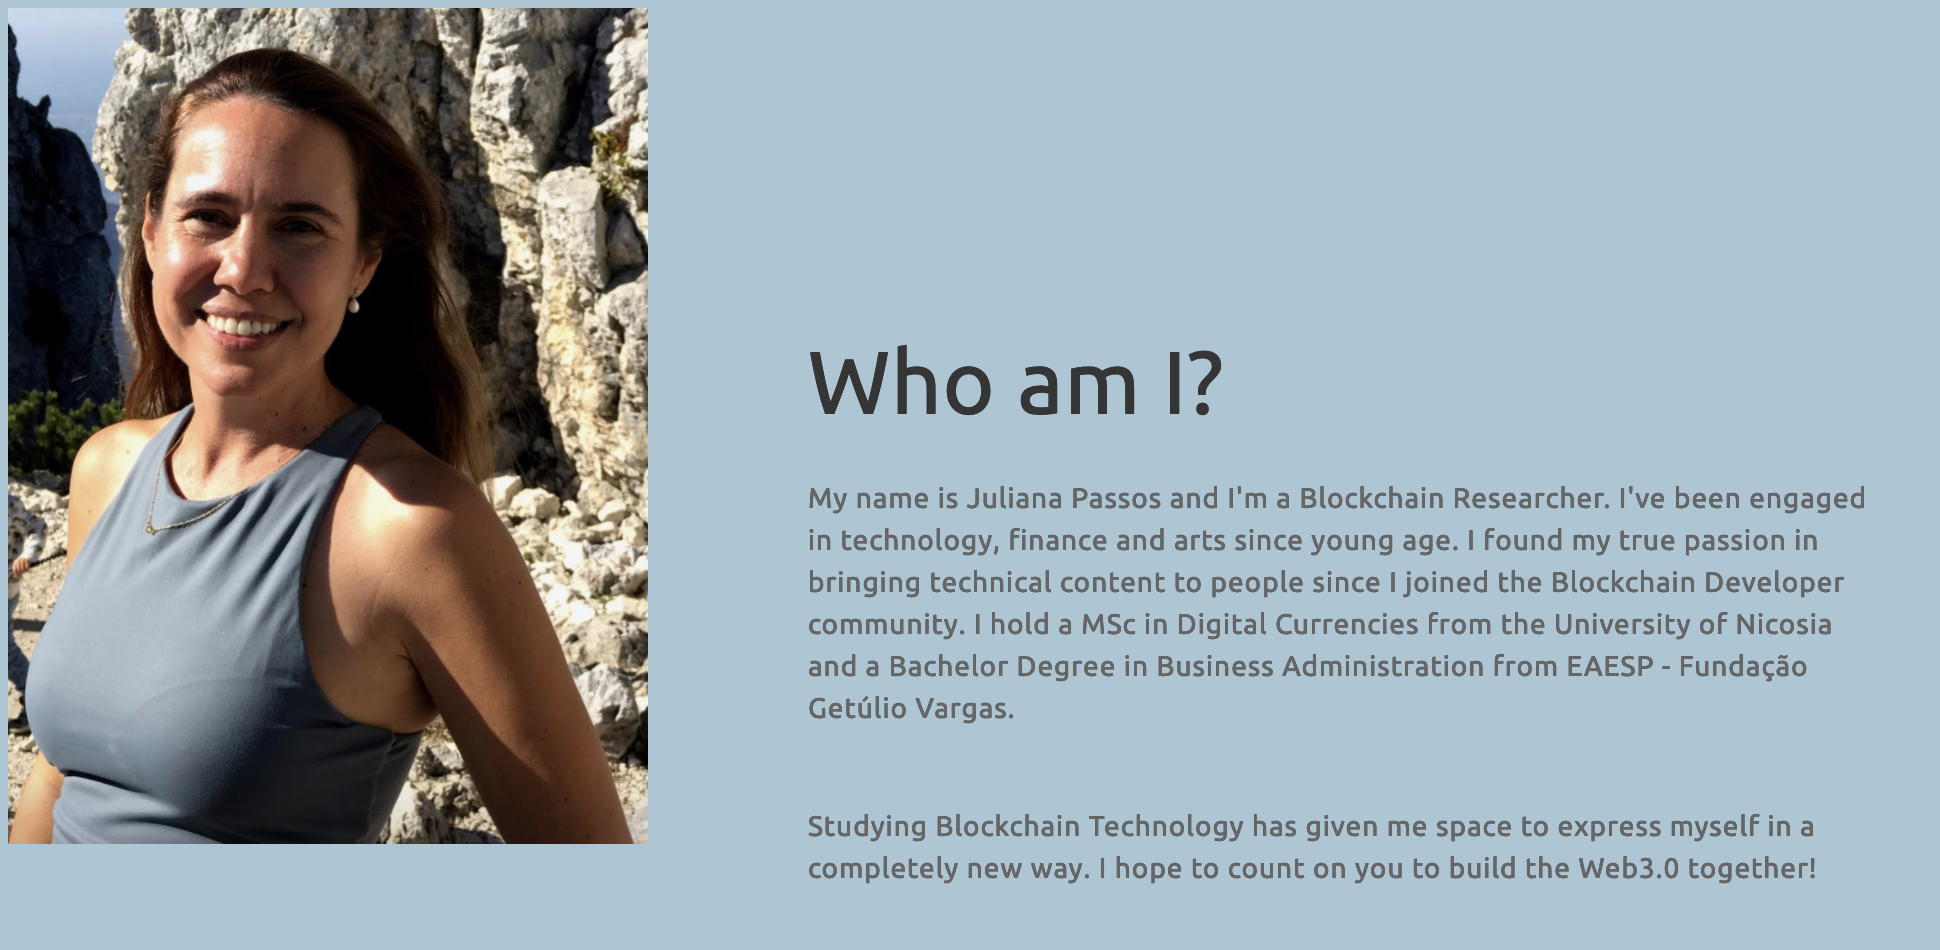 Who am I?
My name is Juliana Passos and I'm a Blockchain Researcher. I've been engaged
in technology, finance and arts since young age. I found my true passion in
bringing technical content to people since I joined the Blockchain Developer
community. I hold a MSc in Digital Currencies from the University of Nicosia
and a Bachelor Degree in Business Administration from EAESP - Fundação
Getúlio Vargas.
Studying Blockchain Technology has given me space to express myself in a
completely new way. I hope to count on you to build the Web3.0 together!